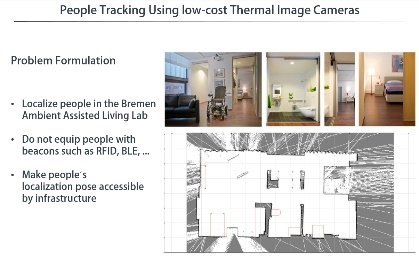 People Tracking Using low-cost Thermal Image Cameras
Problem Formulation
• Localize people in the Bremen
Ambient Assisted Living Lab
• Do not equip people with
beacons such as RFID, BLE, ...
• Make people´s
localization pose accessible
by infrastructure